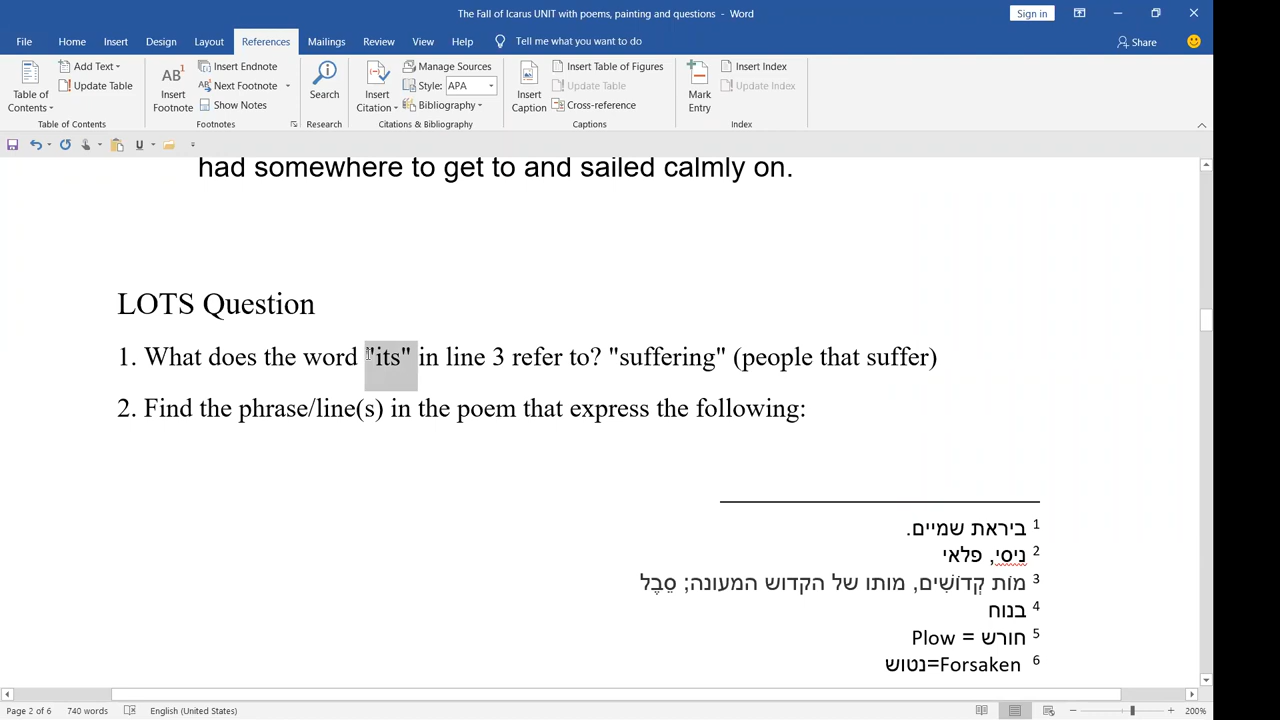 The Fall of Icarus UNIT with poems, painting and questions - Word
Sign in
File Home Insert Design Layout References Mailings Review View Help Tell me what you want to do Share
Table of Contents
Add Text
Update Table
Table of Contents
AB1 Insert Footnote
Insert Endnote
Next Footnote
Show Notes
Footnotes
Search
Research
Insert Citation
Manage Sources
Style: APA
Bibliography
Citations & Bibliography
Insert Caption
Insert Table of Figures
Update Table
Cross-reference
Captions
Mark Entry
Insert Index
Update Index
Index
had somewhere to get to and sailed calmly on.
LOTS Question
1. What does the word "its" in line 3 refer to? "suffering" (people that suffer)
2. Find the phrase/line(s) in the poem that express the following:
1 ביראת שמיים.
2 ניסי, פלאי
3 מוֹת קְדוֹשִׁים, מותו של הקדוש המעונה; סֵבֶל
4 בנוח
5 חורש = Plow
6 Forsaken=נטוש
Page 2 of 6 740 words English (United States) 200%